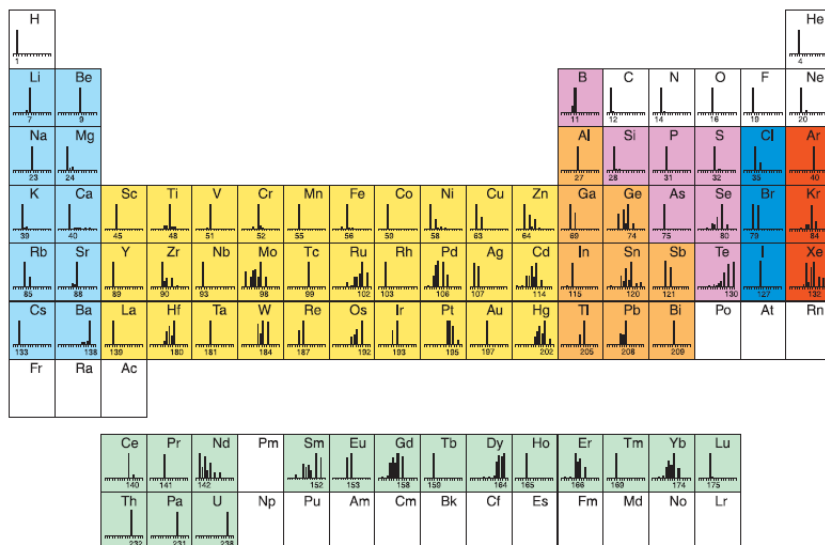 H He
1 4
Li Be B C N O F Ne
7 9 11 12 14 16 19 20
Na Mg Al Si P S Cl Ar
23 24 27 28 31 32 35 40
K Ca Sc Ti V Cr Mn Fe Co Ni Cu Zn Ga Ge As Se Br Kr
39 40 45 48 51 52 55 56 59 58 63 64 69 74 75 80 79 84
Rb Sr Y Zr Nb Mo Tc Ru Rh Pd Ag Cd In Sn Sb Te I Xe
85 88 89 90 93 98 99 102 103 106 107 114 115 120 121 130 127 132
Cs Ba La Hf Ta W Re Os Ir Pt Au Hg Tl Pb Bi Po At Rn
133 138 139 180 181 184 187 192 193 195 197 202 205 208 209
Fr Ra Ac
Ce Pr Nd Pm Sm Eu Gd Tb Dy Ho Er Tm Yb Lu
140 141 142 152 153 158 159 164 165 166 169 174 175
Th Pa U Np Pu Am Cm Bk Cf Es Fm Md No Lr
232 231 238